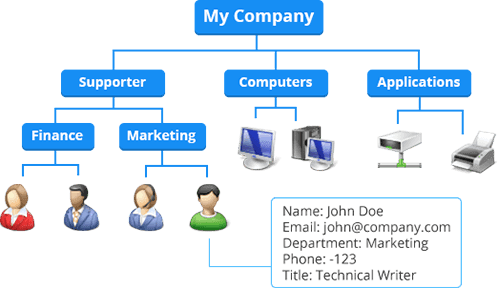 My Company
Supporter
Computers
Applications
Finance
Marketing
Name: John Doe
Email: john@company.com
Department: Marketing
Phone: -123
Title: Technical Writer